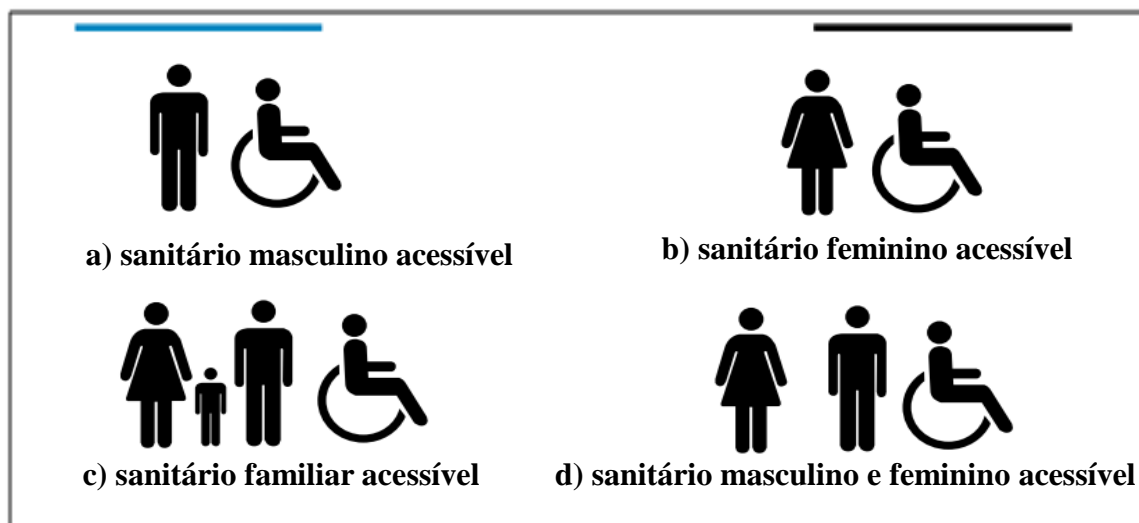 a) sanitário masculino acessível
b) sanitário feminino acessível
c) sanitário familiar acessível
d) sanitário masculino e feminino acessível